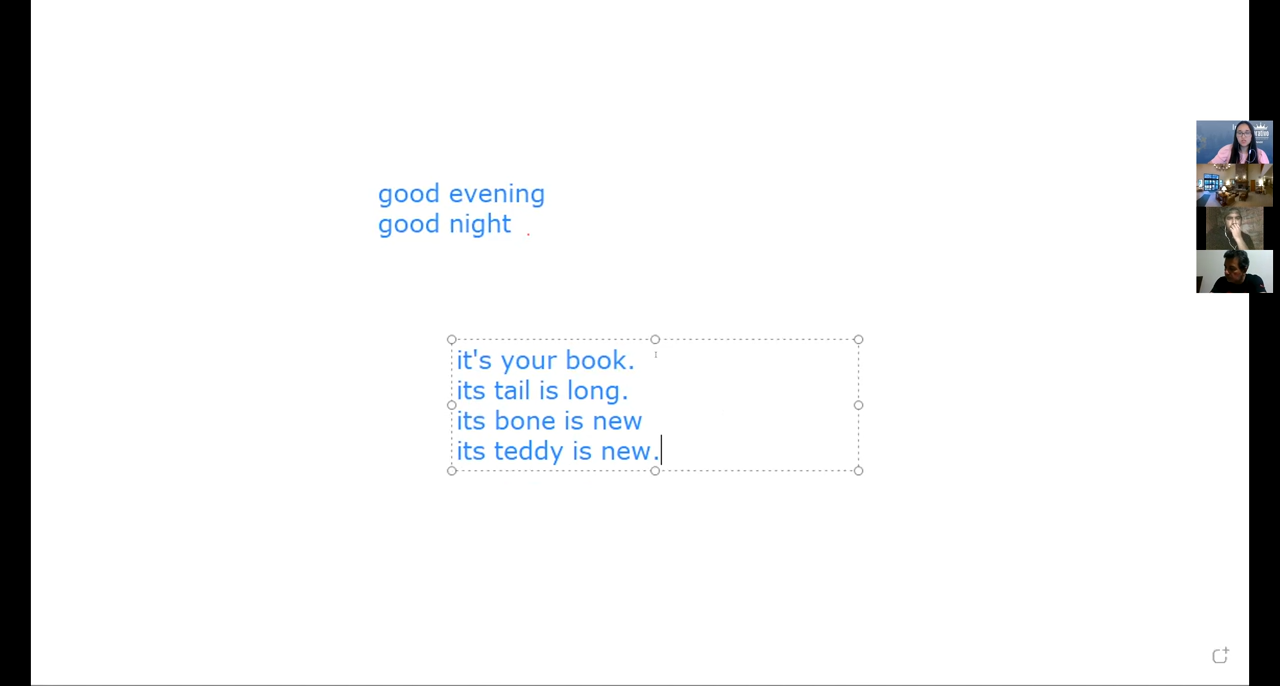 good evening
good night
it's your book.
its tail is long.
its bone is new
its teddy is new.